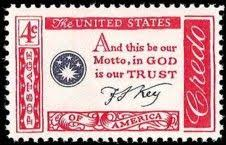 The UNITED STATES
4¢
POSTAGE
And this be our
Motto, in GOD
is our TRUST
F S Key
Credo
OF AMERICA